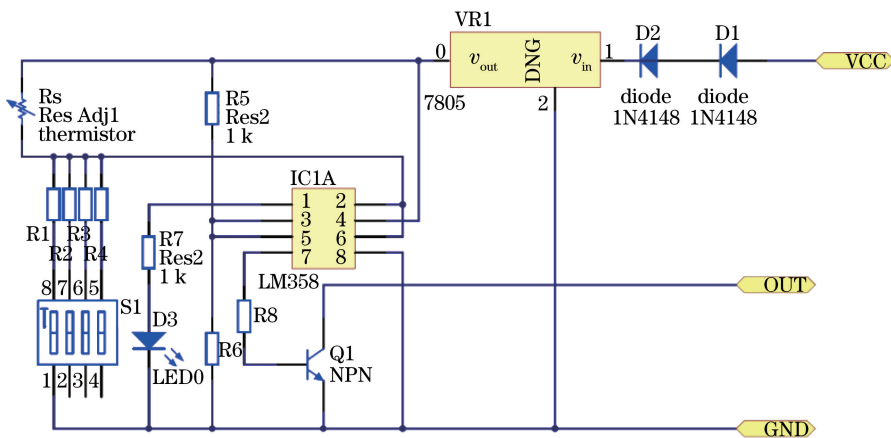 VR1
0
v_out
DNG
v_in
1
7805
2
D2
D1
diode
1N4148
diode
1N4148
VCC
Rs
Res Adj1
thermistor
R5
Res2
1 k
IC1A
1 2
3 4
5 6
7 8
LM358
R1
R2
R3
R4
8 7 6 5
T
S1
1 2 3 4
R7
Res2
1 k
D3
LED0
R6
R8
Q1
NPN
OUT
GND